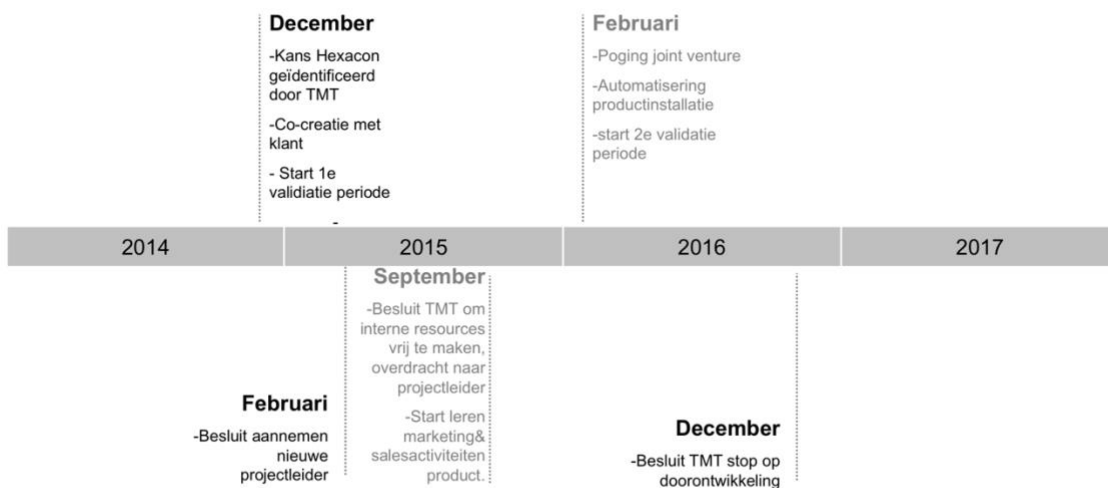 December
-Kans Hexacon
geïdentificeerd
door TMT
-Co-creatie met
klant
- Start 1e
validiatie periode
-
Februari
-Poging joint venture
-Automatisering
productinstallatie
-start 2e validatie
periode
2014
2015
2016
2017
Februari
-Besluit aannemen
nieuwe
projectleider
September
-Besluit TMT om
interne resources
vrij te maken,
overdracht naar
projectleider
-Start leren
marketing&
salesactiviteiten
product.
December
-Besluit TMT stop op
doorontwikkeling